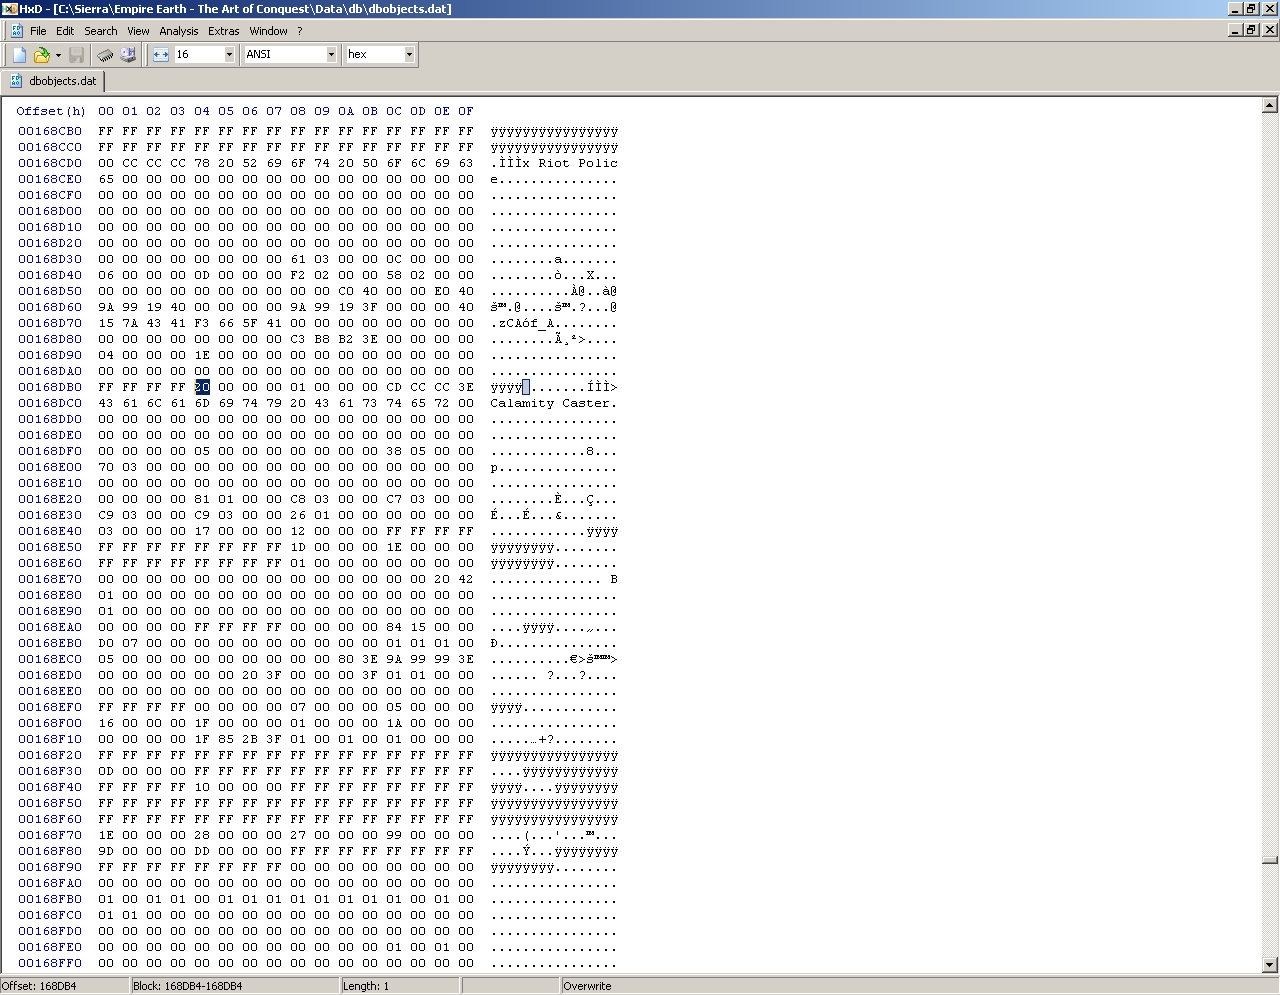 HxD - [C:\Sierra\Empire Earth - The Art of Conquest\Data\db\dbobjects.dat]
File Edit Search View Analysis Extras Window ?
16 ANSI hex
dbobjects.dat
Offset(h) 00 01 02 03 04 05 06 07 08 09 0A 0B 0C 0D 0E 0F
00168CB0 FF FF FF FF FF FF FF FF FF FF FF FF FF FF FF FF ÿÿÿÿÿÿÿÿÿÿÿÿÿÿÿÿ
00168CC0 FF FF FF FF FF FF FF FF FF FF FF FF FF FF FF FF ÿÿÿÿÿÿÿÿÿÿÿÿÿÿÿÿ
00168CD0 00 CC CC CC 78 20 52 69 6F 74 20 50 6F 6C 69 63 .ÌÌÌx Riot Polic
00168CE0 65 00 00 00 00 00 00 00 00 00 00 00 00 00 00 00 e...............
00168CF0 00 00 00 00 00 00 00 00 00 00 00 00 00 00 00 00 ................
00168D00 00 00 00 00 00 00 00 00 00 00 00 00 00 00 00 00 ................
00168D10 00 00 00 00 00 00 00 00 00 00 00 00 00 00 00 00 ................
00168D20 00 00 00 00 00 00 00 00 00 00 00 00 00 00 00 00 ................
00168D30 00 00 00 00 00 00 00 00 61 03 00 00 0C 00 00 00 ........a.......
00168D40 06 00 00 00 0D 00 00 00 F2 02 00 00 58 02 00 00 ........ò...X...
00168D50 00 00 00 00 00 00 00 00 00 00 C0 40 00 00 E0 40 ..........À@..à@
00168D60 9A 99 19 40 00 00 00 00 9A 99 19 3F 00 00 00 40 š™.@....š™.?...@
00168D70 15 7A 43 41 F3 66 5F 41 00 00 00 00 00 00 00 00 .zCAóf_A........
00168D80 00 00 00 00 00 00 00 00 C3 B8 B2 3E 00 00 00 00 ........Ã¸²>....
00168D90 04 00 00 00 1E 00 00 00 00 00 00 00 00 00 00 00 ................
00168DA0 00 00 00 00 00 00 00 00 00 00 00 00 00 00 00 00 ................
00168DB0 FF FF FF FF 20 00 00 00 01 00 00 00 CD CC CC 3E ÿÿÿÿ .......ÍÌÌ>
00168DC0 43 61 6C 61 6D 69 74 79 20 43 61 73 74 65 72 00 Calamity Caster.
00168DD0 00 00 00 00 00 00 00 00 00 00 00 00 00 00 00 00 ................
00168DE0 00 00 00 00 00 00 00 00 00 00 00 00 00 00 00 00 ................
00168DF0 00 00 00 00 05 00 00 00 00 00 00 00 38 05 00 00 ............8...
00168E00 70 03 00 00 00 00 00 00 00 00 00 00 00 00 00 00 p...............
00168E10 00 00 00 00 00 00 00 00 00 00 00 00 00 00 00 00 ................
00168E20 00 00 00 00 81 01 00 00 C8 03 00 00 C7 03 00 00 ........È...Ç...
00168E30 C9 03 00 00 C9 03 00 00 26 01 00 00 00 00 00 00 É...É...&.......
00168E40 03 00 00 00 17 00 00 00 12 00 00 00 FF FF FF FF ............ÿÿÿÿ
00168E50 FF FF FF FF FF FF FF FF 1D 00 00 00 1E 00 00 00 ÿÿÿÿÿÿÿÿ........
00168E60 FF FF FF FF FF FF FF FF 01 00 00 00 00 00 00 00 ÿÿÿÿÿÿÿÿ........
00168E70 00 00 00 00 00 00 00 00 00 00 00 00 00 00 20 42 .............. B
00168E80 01 00 00 00 00 00 00 00 00 00 00 00 00 00 00 00 ................
00168E90 01 00 00 00 00 00 00 00 00 00 00 00 00 00 00 00 ................
00168EA0 00 00 00 00 FF FF FF FF 00 00 00 00 84 15 00 00 ....ÿÿÿÿ....„...
00168EB0 D0 07 00 00 00 00 00 00 00 00 00 00 01 01 01 00 Ð...............
00168EC0 05 00 00 00 00 00 00 00 00 00 80 3E 9A 99 99 3E ..........€>š™™>
00168ED0 00 00 00 00 00 00 20 3F 00 00 00 3F 01 01 00 00 ...... ?...?....
00168EE0 00 00 00 00 00 00 00 00 00 00 00 00 00 00 00 00 ................
00168EF0 FF FF FF FF 00 00 00 00 07 00 00 00 05 00 00 00 ÿÿÿÿ............
00168F00 16 00 00 00 1F 00 00 00 01 00 00 00 1A 00 00 00 ................
00168F10 00 00 00 00 1F 85 2B 3F 01 00 01 00 01 00 00 00 .....…+?........
00168F20 FF FF FF FF FF FF FF FF FF FF FF FF FF FF FF FF ÿÿÿÿÿÿÿÿÿÿÿÿÿÿÿÿ
00168F30 0D 00 00 00 FF FF FF FF FF FF FF FF FF FF FF FF ....ÿÿÿÿÿÿÿÿÿÿÿÿ
00168F40 FF FF FF FF 10 00 00 00 FF FF FF FF FF FF FF FF ÿÿÿÿ....ÿÿÿÿÿÿÿÿ
00168F50 FF FF FF FF FF FF FF FF FF FF FF FF FF FF FF FF ÿÿÿÿÿÿÿÿÿÿÿÿÿÿÿÿ
00168F60 FF FF FF FF FF FF FF FF FF FF FF FF FF FF FF FF ÿÿÿÿÿÿÿÿÿÿÿÿÿÿÿÿ
00168F70 1E 00 00 00 28 00 00 00 27 00 00 00 99 00 00 00 ....(...'...™...
00168F80 9D 00 00 00 DD 00 00 00 FF FF FF FF FF FF FF FF ....Ý...ÿÿÿÿÿÿÿÿ
00168F90 FF FF FF FF FF FF FF FF 00 00 00 00 00 00 00 00 ÿÿÿÿÿÿÿÿ........
00168FA0 00 00 00 00 00 00 00 00 00 00 00 00 00 00 00 00 ................
00168FB0 01 00 01 01 00 01 01 01 01 01 01 01 01 00 01 00 ................
00168FC0 01 01 00 00 00 00 00 00 00 00 00 00 00 00 00 00 ................
00168FD0 00 00 00 00 00 00 00 00 00 00 00 00 00 00 00 00 ................
00168FE0 00 00 00 00 00 00 00 00 00 00 00 00 01 00 01 00 ................
00168FF0 00 00 00 00 00 00 00 00 00 00 00 00 00 00 00 00 ................
Offset: 168DB4 Block: 168DB4-168DB4 Length: 1 Overwrite